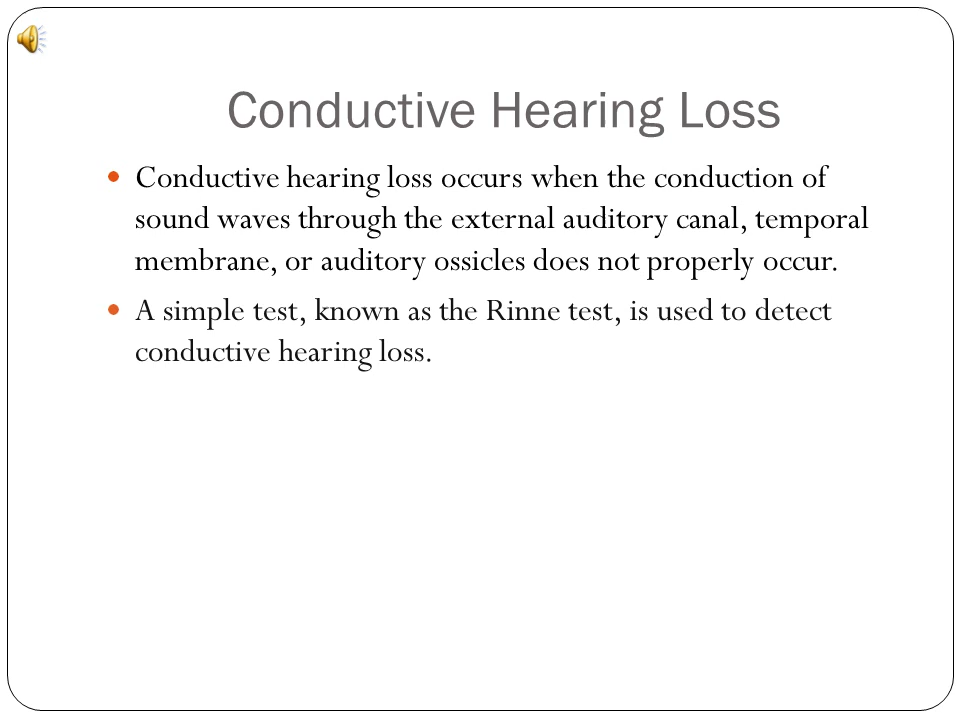 Conductive Hearing Loss
• Conductive hearing loss occurs when the conduction of
sound waves through the external auditory canal, temporal
membrane, or auditory ossicles does not properly occur.
• A simple test, known as the Rinne test, is used to detect
conductive hearing loss.